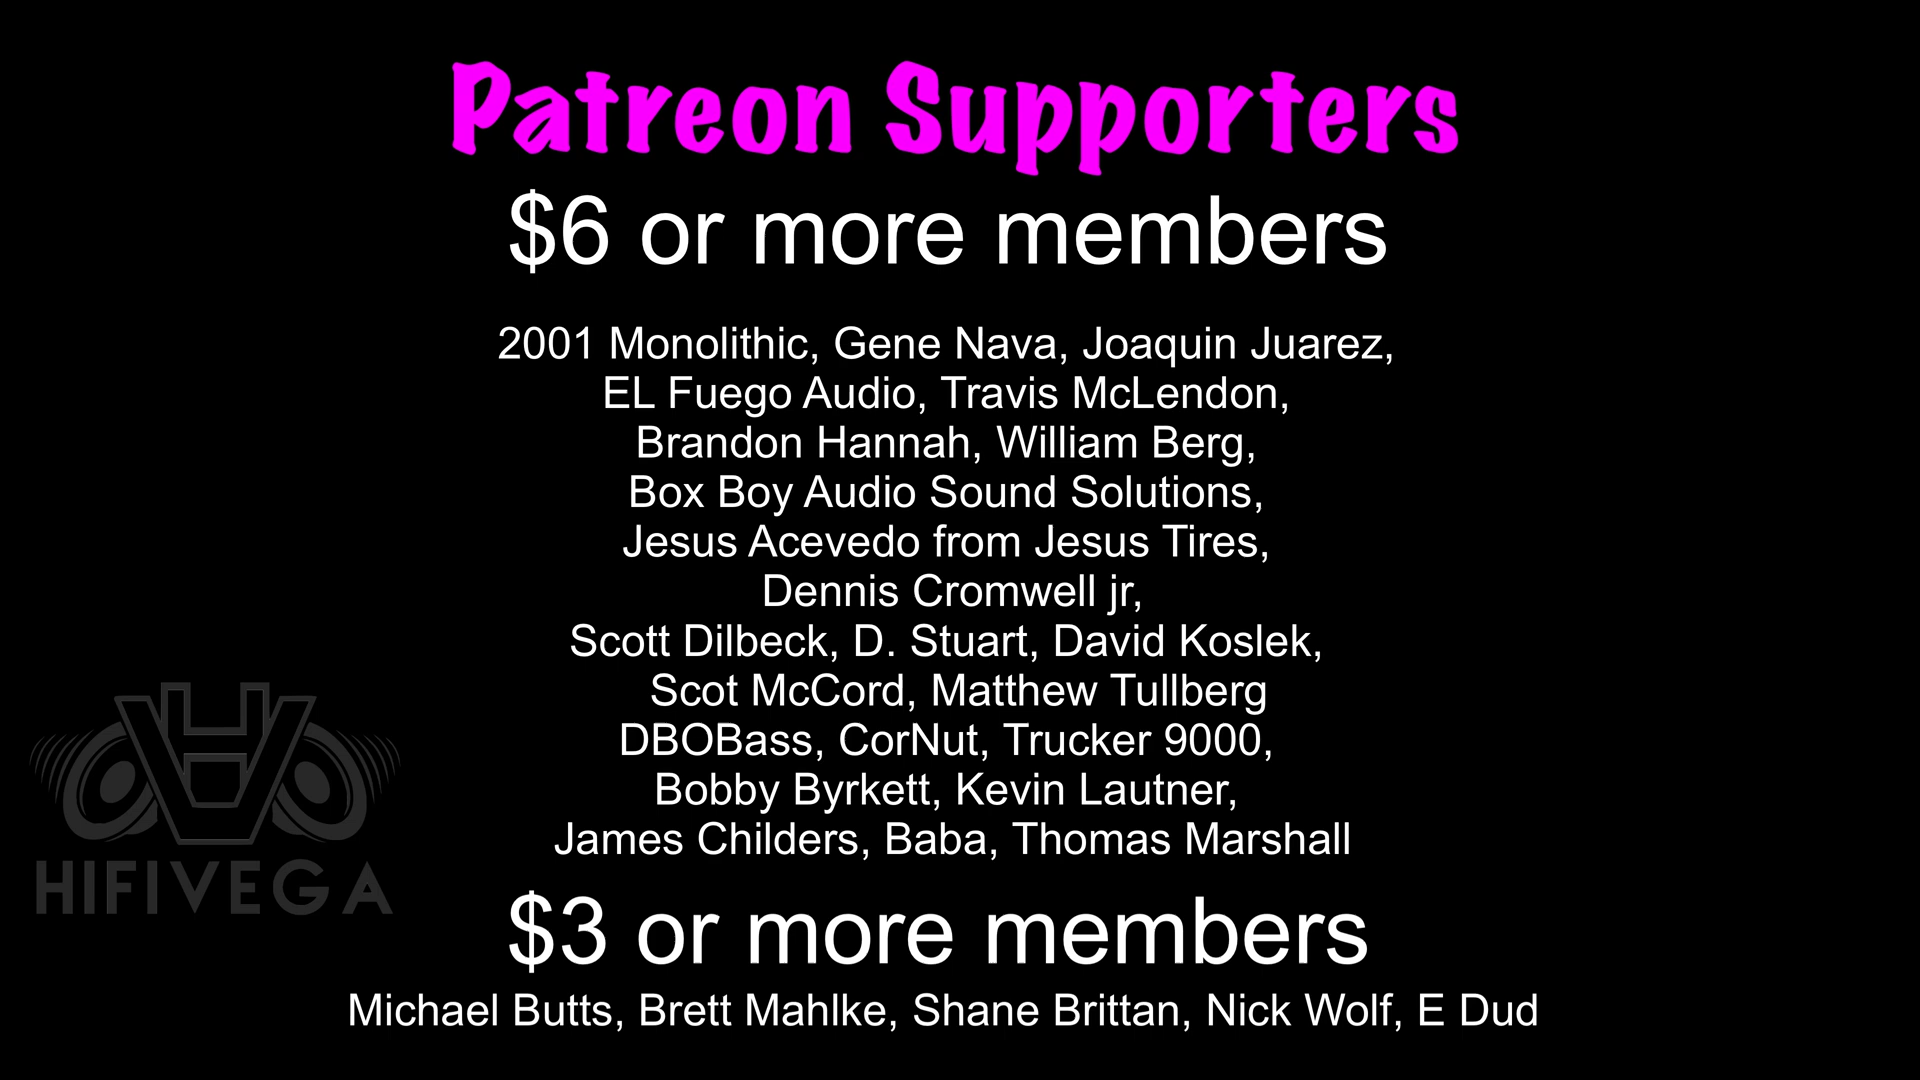 Patreon Supporters
$6 or more members
2001 Monolithic, Gene Nava, Joaquin Juarez,
EL Fuego Audio, Travis McLendon,
Brandon Hannah, William Berg,
Box Boy Audio Sound Solutions,
Jesus Acevedo from Jesus Tires,
Dennis Cromwell jr,
Scott Dilbeck, D. Stuart, David Koslek,
Scot McCord, Matthew Tullberg
DBOBass, CorNut, Trucker 9000,
Bobby Byrkett, Kevin Lautner,
James Childers, Baba, Thomas Marshall
HIFIVEGA
$3 or more members
Michael Butts, Brett Mahlke, Shane Brittan, Nick Wolf, E Dud